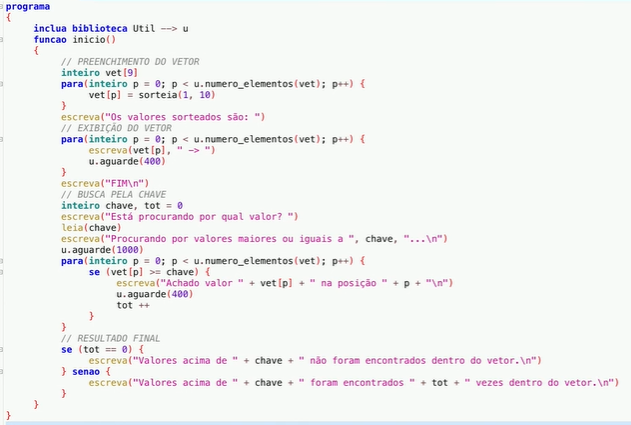 programa
{
inclua biblioteca Util --> u
funcao inicio()
{
// PREENCHIMENTO DO VETOR
inteiro vet[9]
para(inteiro p = 0; p < u.numero_elementos(vet); p++) {
vet[p] = sorteia(1, 10)
}
escreva("Os valores sorteados são: ")
// EXIBIÇÃO DO VETOR
para(inteiro p = 0; p < u.numero_elementos(vet); p++) {
escreva(vet[p], " -> ")
u.aguarde(400)
}
escreva("FIM\n")
// BUSCA PELA CHAVE
inteiro chave, tot = 0
escreva("Está procurando por qual valor? ")
leia(chave)
escreva("Procurando por valores maiores ou iguais a ", chave, "...\n")
u.aguarde(1000)
para(inteiro p = 0; p < u.numero_elementos(vet); p++) {
se (vet[p] >= chave) {
escreva("Achado valor " + vet[p] + " na posição " + p + "\n")
u.aguarde(400)
tot ++
}
}
// RESULTADO FINAL
se (tot == 0) {
escreva("Valores acima de " + chave + " não foram encontrados dentro do vetor.\n")
} senao {
escreva("Valores acima de " + chave + " foram encontrados " + tot + " vezes dentro do vetor.\n")
}
}
}